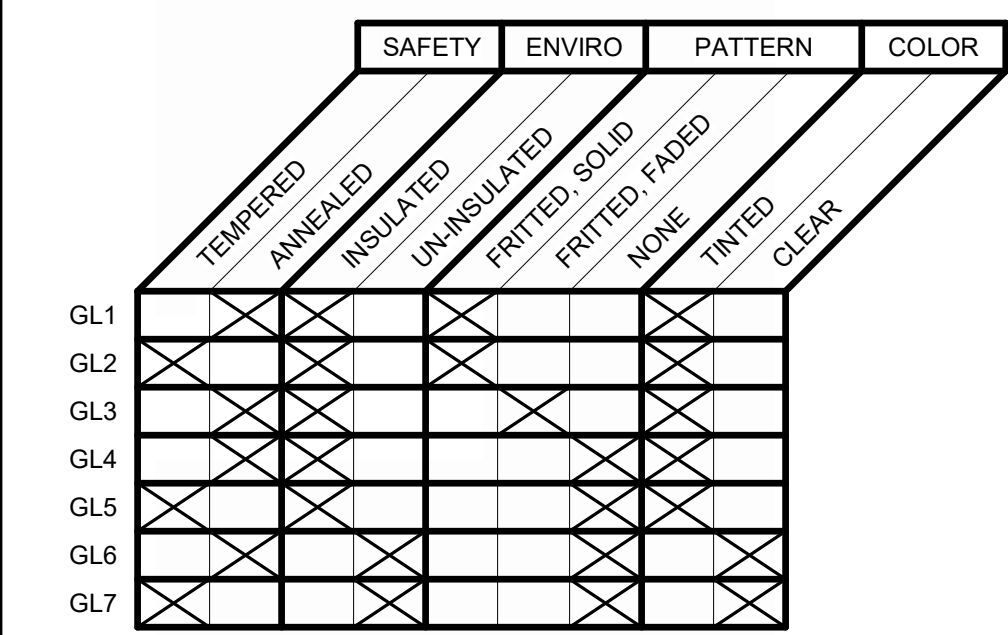 SAFETY ENVIRO PATTERN COLOR
TEMPERED
ANNEALED
INSULATED
UN-INSULATED
FRITTED, SOLID
FRITTED, FADED
NONE
TINTED
CLEAR
GL1
GL2
GL3
GL4
GL5
GL6
GL7